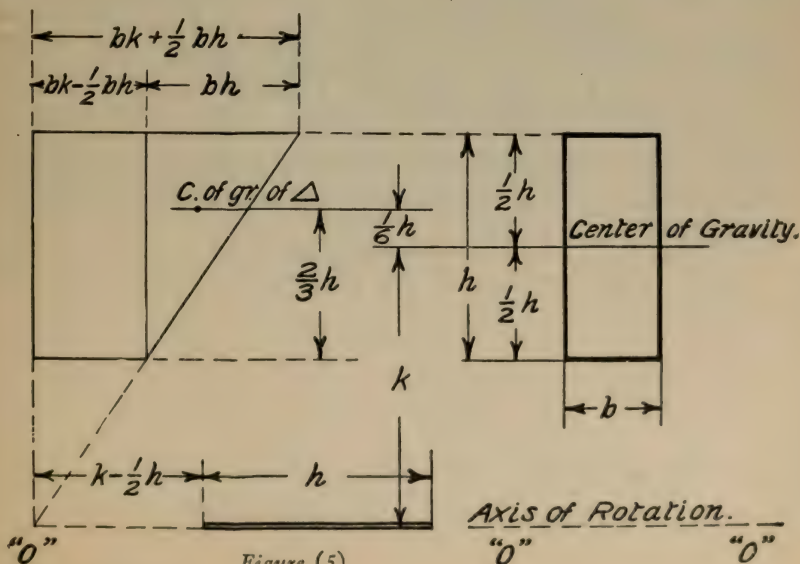 bk + 1/2 bh
bk-1/2 bh
bh
C. of gr. of △
1/6 h
1/2 h
Center of Gravity.
2/3 h
h
1/2 h
k
b
k-1/2 h
h
Axis of Rotation.
"O"
Figure (5)
"O"
"O"